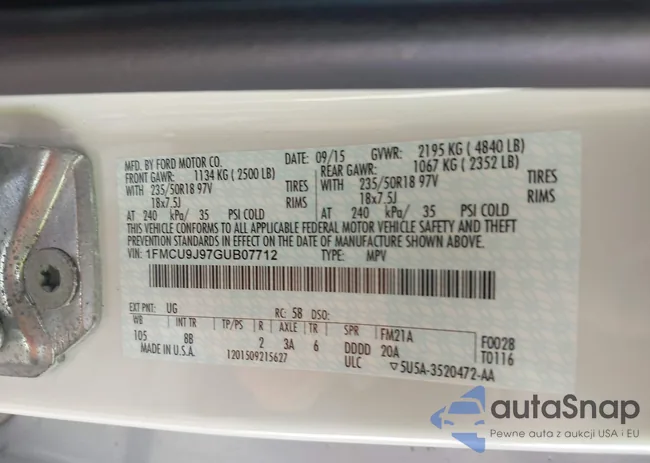 MFD. BY FORD MOTOR CO. DATE: 09/15 GVWR: 2195 KG ( 4840 LB)
FRONT GAWR: 1134 KG ( 2500 LB) REAR GAWR: 1067 KG ( 2352 LB)
WITH 235/50R18 97V TIRES WITH 235/50R18 97V TIRES
18x7.5J RIMS 18x7.5J RIMS
AT 240 kPa/ 35 PSI COLD AT 240 kPa/ 35 PSI COLD
THIS VEHICLE CONFORMS TO ALL APPLICABLE FEDERAL MOTOR VEHICLE SAFETY AND THEFT
PREVENTION STANDARDS IN EFFECT ON THE DATE OF MANUFACTURE SHOWN ABOVE.
VIN: 1FMCU9J97GUB07712 TYPE: MPV
EXT PNT: UG RC: 58 DSO:
WB INT TR TP/PS R AXLE TR SPR FM21A F0028
105 8B 2 3A 6 DDDD 20A T0116
MADE IN U.S.A. 1201509215627 ULC ▽5U5A-3520472-AA
autaSnap
Pewne auta z aukcji USA i EU